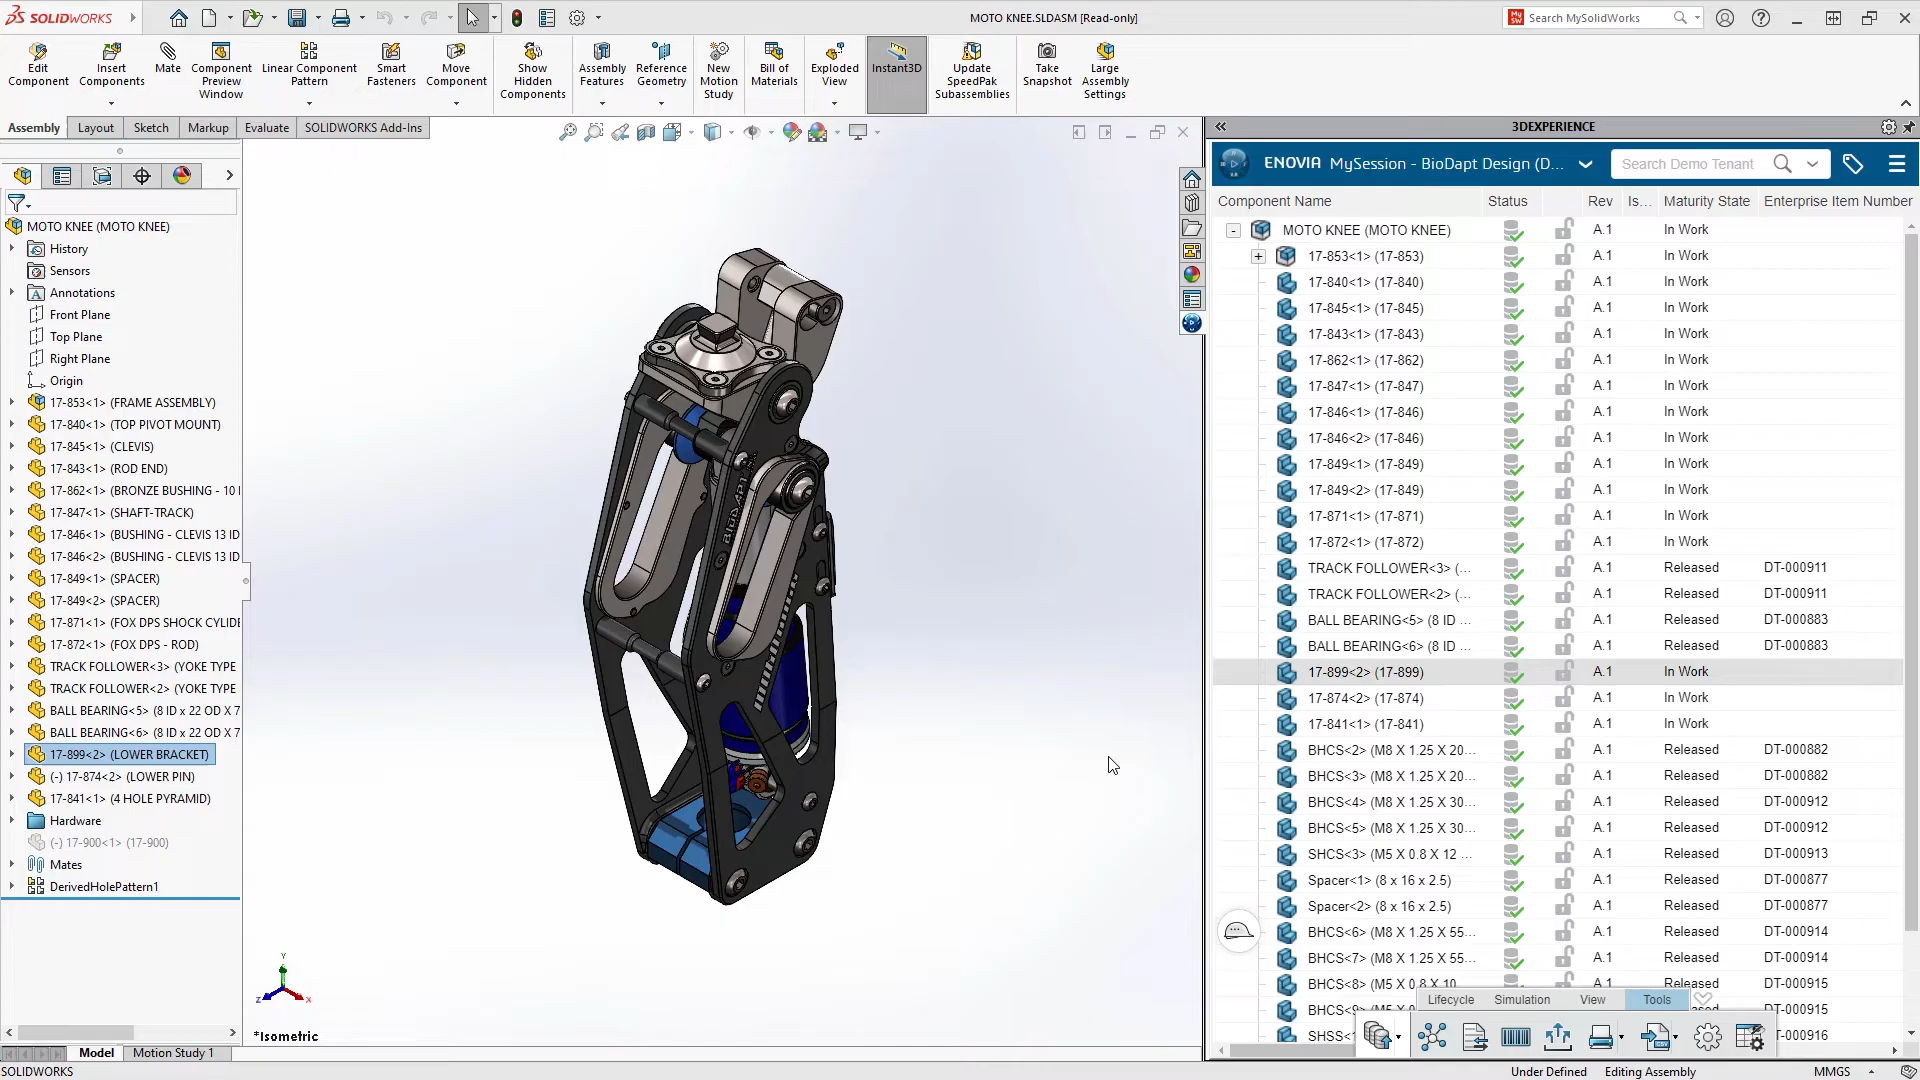 SOLIDWORKS
MOTO KNEE.SLDASM [Read-only]
Search MySolidWorks
Edit Component
Insert Components
Mate
Component Preview Window
Linear Component Pattern
Smart Fasteners
Move Component
Show Hidden Components
Assembly Features
Reference Geometry
New Motion Study
Bill of Materials
Exploded View
Instant3D
Update SpeedPak Subassemblies
Take Snapshot
Large Assembly Settings
Assembly
Layout
Sketch
Markup
Evaluate
SOLIDWORKS Add-Ins
MOTO KNEE (MOTO KNEE)
History
Sensors
Annotations
Front Plane
Top Plane
Right Plane
Origin
17-853<1> (FRAME ASSEMBLY)
17-840<1> (TOP PIVOT MOUNT)
17-845<1> (CLEVIS)
17-843<1> (ROD END)
17-862<1> (BRONZE BUSHING - 10 I
17-847<1> (SHAFT-TRACK)
17-846<1> (BUSHING - CLEVIS 13 ID
17-846<2> (BUSHING - CLEVIS 13 ID
17-849<1> (SPACER)
17-849<2> (SPACER)
17-871<1> (FOX DPS SHOCK CYLIDE
17-872<1> (FOX DPS - ROD)
TRACK FOLLOWER<3> (YOKE TYPE
TRACK FOLLOWER<2> (YOKE TYPE
BALL BEARING<5> (8 ID x 22 OD X 7
BALL BEARING<6> (8 ID x 22 OD X 7
17-899<2> (LOWER BRACKET)
(-) 17-874<2> (LOWER PIN)
17-841<1> (4 HOLE PYRAMID)
Hardware
(-) 17-900<1> (17-900)
Mates
DerivedHolePattern1
Y
Z
X
*Isometric
Model
Motion Study 1
SOLIDWORKS
3DEXPERIENCE
ENOVIA MySession - BioDapt Design (D...
Search Demo Tenant
Component Name Status Rev Is... Maturity State Enterprise Item Number
MOTO KNEE (MOTO KNEE) A.1 In Work
17-853<1> (17-853) A.1 In Work
17-840<1> (17-840) A.1 In Work
17-845<1> (17-845) A.1 In Work
17-843<1> (17-843) A.1 In Work
17-862<1> (17-862) A.1 In Work
17-847<1> (17-847) A.1 In Work
17-846<1> (17-846) A.1 In Work
17-846<2> (17-846) A.1 In Work
17-849<1> (17-849) A.1 In Work
17-849<2> (17-849) A.1 In Work
17-871<1> (17-871) A.1 In Work
17-872<1> (17-872) A.1 In Work
TRACK FOLLOWER<3> (... A.1 Released DT-000911
TRACK FOLLOWER<2> (... A.1 Released DT-000911
BALL BEARING<5> (8 ID ... A.1 Released DT-000883
BALL BEARING<6> (8 ID ... A.1 Released DT-000883
17-899<2> (17-899) A.1 In Work
17-874<2> (17-874) A.1 In Work
17-841<1> (17-841) A.1 In Work
BHCS<2> (M8 X 1.25 X 20... A.1 Released DT-000882
BHCS<3> (M8 X 1.25 X 20... A.1 Released DT-000882
BHCS<4> (M8 X 1.25 X 30... A.1 Released DT-000912
BHCS<5> (M8 X 1.25 X 30... A.1 Released DT-000912
SHCS<3> (M5 X 0.8 X 12 ... A.1 Released DT-000913
Spacer<1> (8 x 16 x 2.5) A.1 Released DT-000877
Spacer<2> (8 x 16 x 2.5) A.1 Released DT-000877
BHCS<6> (M8 X 1.25 X 55... A.1 Released DT-000914
BHCS<7> (M8 X 1.25 X 55... A.1 Released DT-000914
BHCS<8> (M5 X 0.8 X 10 A.1 Released DT-000915
Lifecycle Simulation View Tools
-000915
SHSS<1 T-000916
Under Defined Editing Assembly MMGS